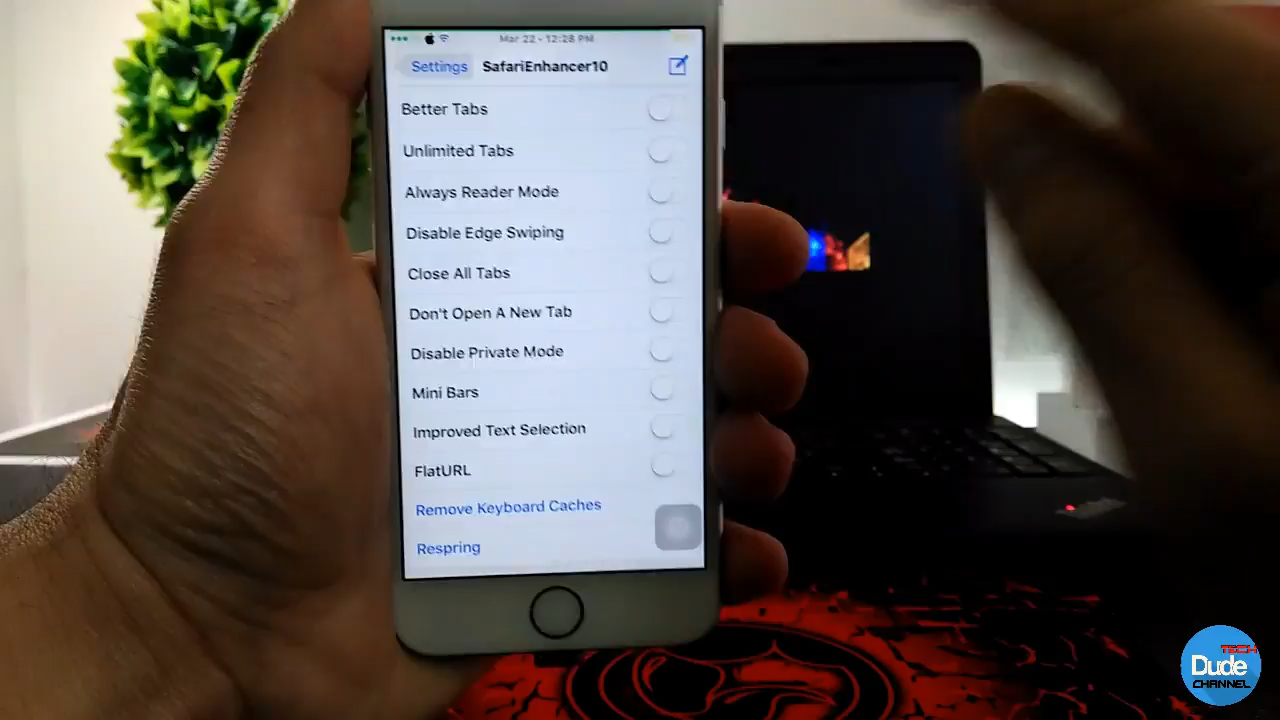 Mar 22 - 12:28 PM
Settings SafariEnhancer10
Better Tabs
Unlimited Tabs
Always Reader Mode
Disable Edge Swiping
Close All Tabs
Don't Open A New Tab
Disable Private Mode
Mini Bars
Improved Text Selection
FlatURL
Remove Keyboard Caches
Respring
TECH
Dude
CHANNEL